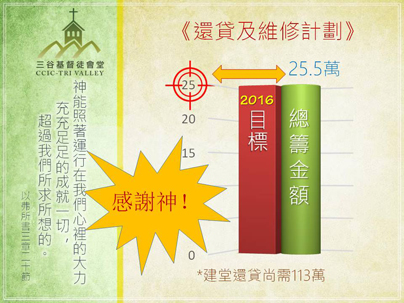 三谷基督徒會堂
CCIC-TRI VALLEY
《還貸及維修計劃》
25.5萬
25
20
15
0
2016
目標
總籌金額
神能照著運行在我們心裡的大力
充充足足的成就一切，
超過我們所求所想的。
以弗所書三章二十節
感謝神！
*建堂還貸尚需113萬